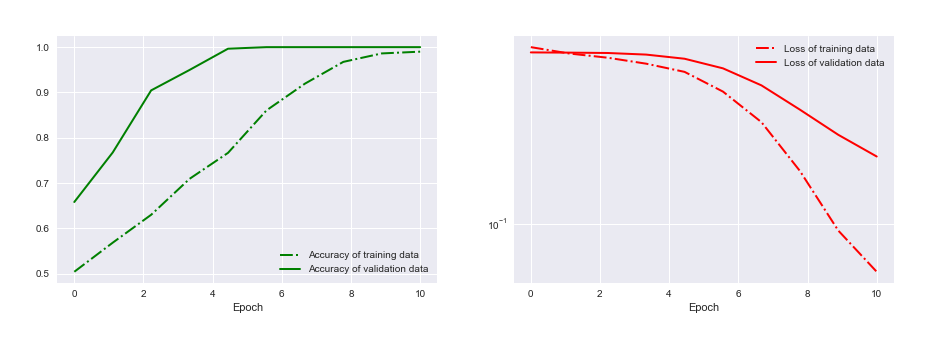 1.0
0.9
0.8
0.7
0.6
0.5
0 2 4 6 8 10
Epoch
Accuracy of training data
Accuracy of validation data
10⁻¹
0 2 4 6 8 10
Epoch
Loss of training data
Loss of validation data